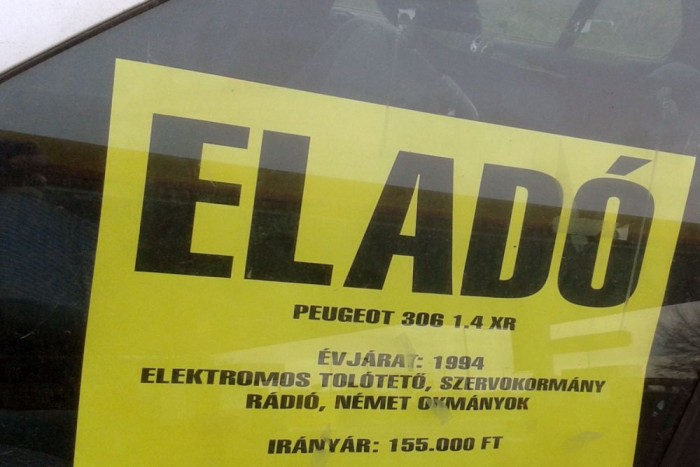 ELADÓ
PEUGEOT 306 1.4 XR
ÉVJÁRAT: 1994
ELEKTROMOS TOLÓTETŐ, SZERVOKORMÁNY
RÁDIÓ, NÉMET OKMÁNYOK
IRÁNYÁR: 155.000 FT